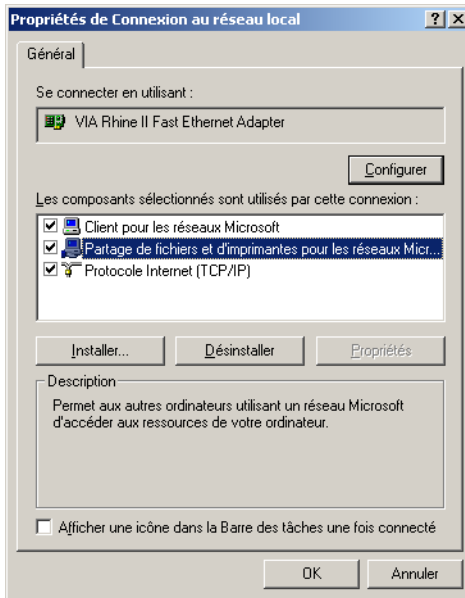 Propriétés de Connexion au réseau local
Général
Se connecter en utilisant :
VIA Rhine II Fast Ethernet Adapter
Configurer
Les composants sélectionnés sont utilisés par cette connexion :
Client pour les réseaux Microsoft
Partage de fichiers et d'imprimantes pour les réseaux Micr...
Protocole Internet (TCP/IP)
Installer... Désinstaller Propriétés
Description
Permet aux autres ordinateurs utilisant un réseau Microsoft
d'accéder aux ressources de votre ordinateur.
Afficher une icône dans la Barre des tâches une fois connecté
OK Annuler